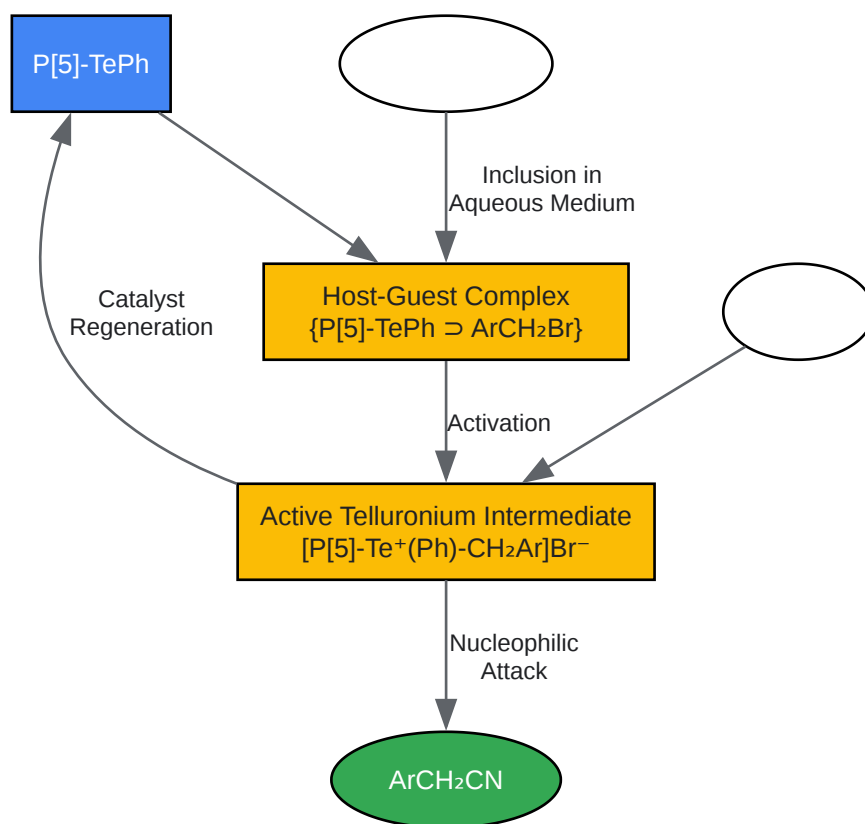 P[5]-TePh
Inclusion in
Aqueous Medium
Host-Guest Complex
{P[5]-TePh ⊃ ArCH₂Br}
Catalyst
Regeneration
Activation
Active Telluronium Intermediate
[P[5]-Te⁺(Ph)-CH₂Ar]Br⁻
Nucleophilic
Attack
ArCH₂CN